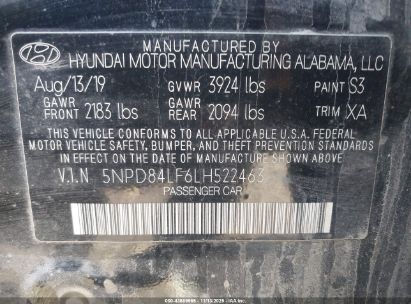 HYUNDAI MOTOR MANUFACTURING ALABAMA, LLC
Aug/13/19 GVWR 3924 lbs PAINT S3
GAWR FRONT 2183 lbs GAWR REAR 2094 lbs TRIM XA
THIS VEHICLE CONFORMS TO ALL APPLICABLE U.S.A. FEDERAL
MOTOR VEHICLE SAFETY, BUMPER, AND THEFT PREVENTION STANDARDS
IN EFFECT ON THE DATE OF MANUFACTURE SHOWN ABOVE.
V.I.N 5NPD84LF6LH522463
PASSENGER CAR